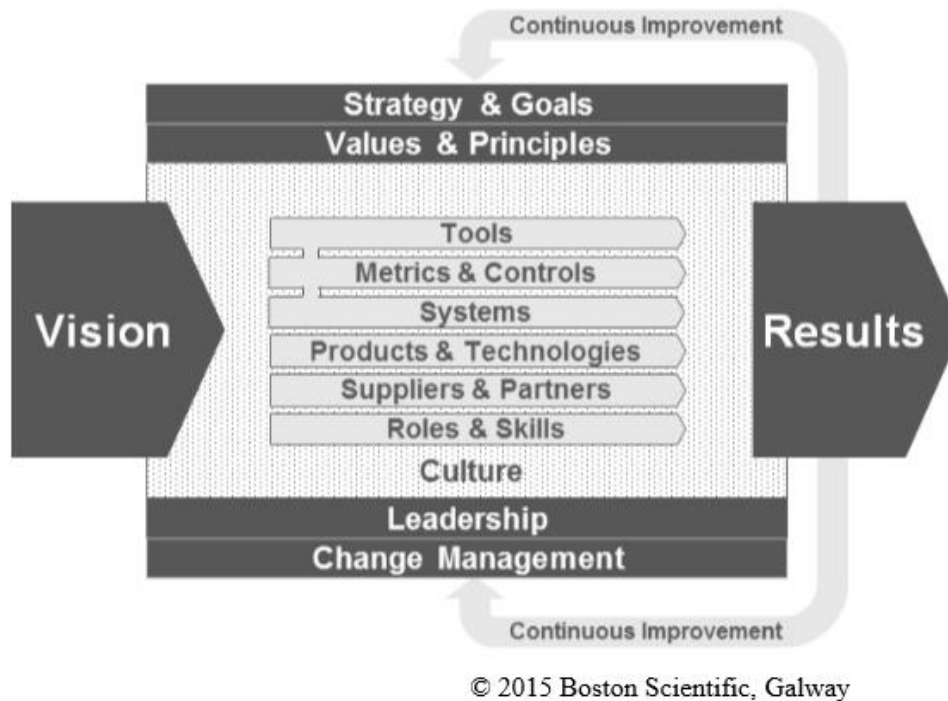 Continuous Improvement
Strategy & Goals
Values & Principles
Tools
Metrics & Controls
Systems
Vision
Products & Technologies
Results
Suppliers & Partners
Roles & Skills
Culture
Leadership
Change Management
Continuous Improvement
© 2015 Boston Scientific, Galway